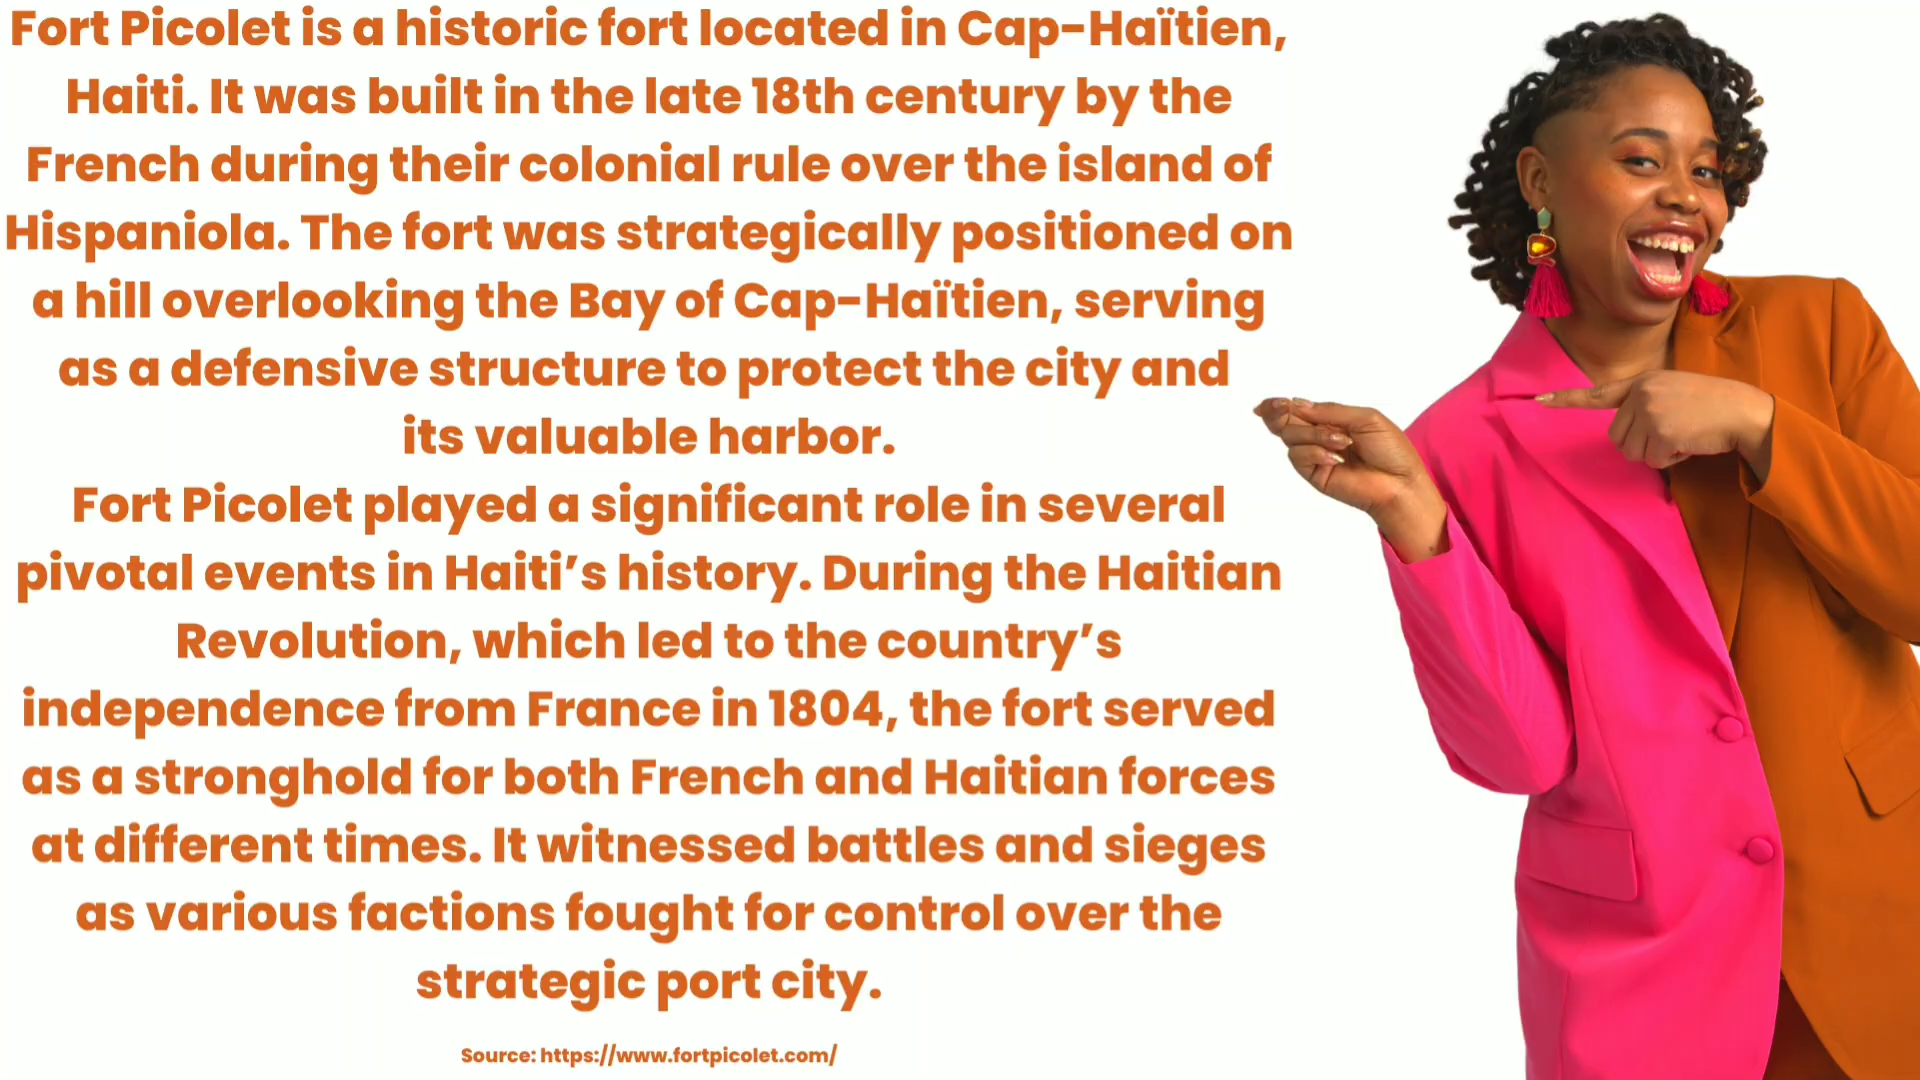 Fort Picolet is a historic fort located in Cap-Haïtien,
Haiti. It was built in the late 18th century by the
French during their colonial rule over the island of
Hispaniola. The fort was strategically positioned on
a hill overlooking the Bay of Cap-Haïtien, serving
as a defensive structure to protect the city and
its valuable harbor.
Fort Picolet played a significant role in several
pivotal events in Haiti’s history. During the Haitian
Revolution, which led to the country’s
independence from France in 1804, the fort served
as a stronghold for both French and Haitian forces
at different times. It witnessed battles and sieges
as various factions fought for control over the
strategic port city.
Source: https://www.fortpicolet.com/